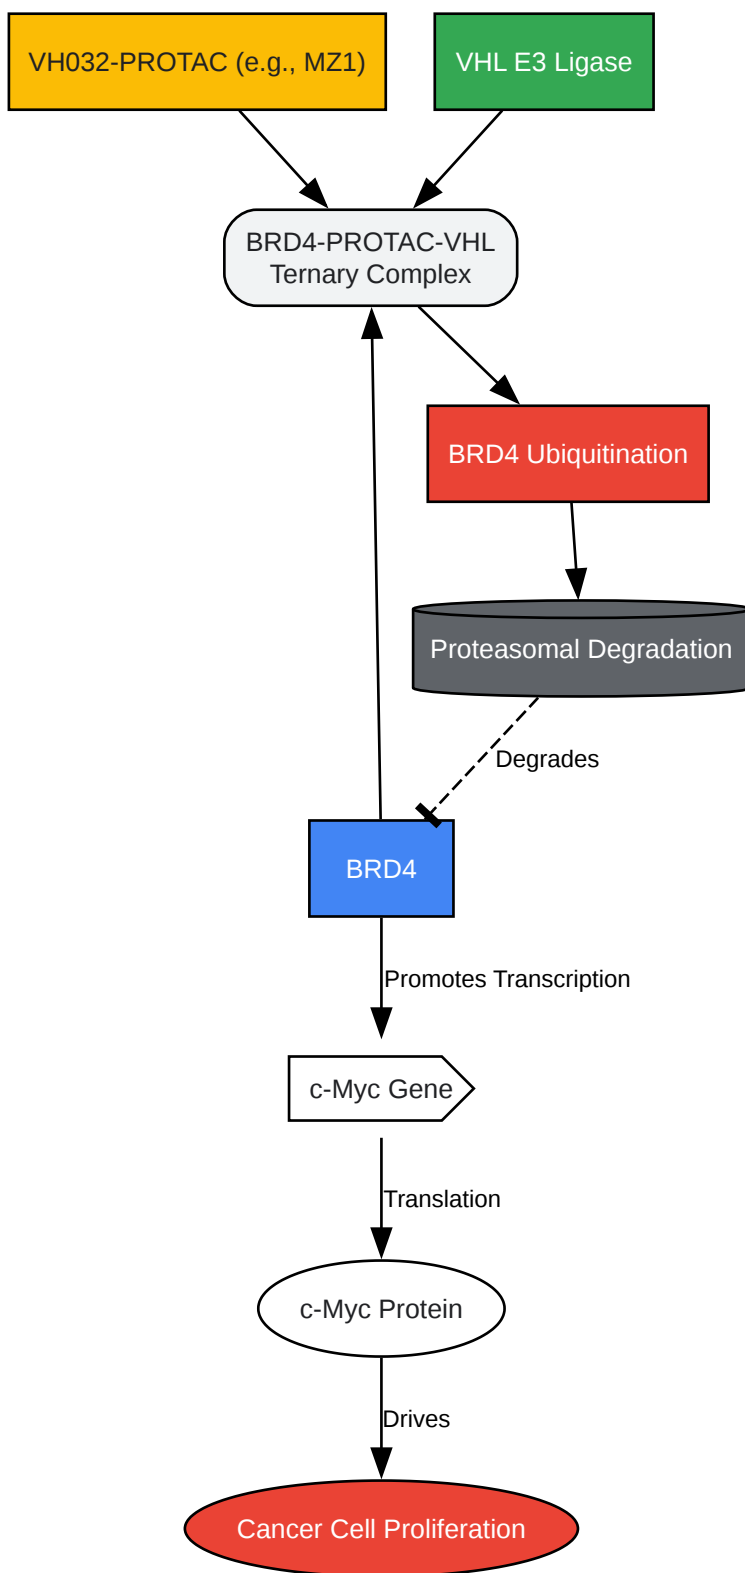 VH032-PROTAC (e.g., MZ1)
VHL E3 Ligase
BRD4-PROTAC-VHL
Ternary Complex
BRD4 Ubiquitination
Proteasomal Degradation
Degrades
BRD4
Promotes Transcription
c-Myc Gene
Translation
c-Myc Protein
Drives
Cancer Cell Proliferation